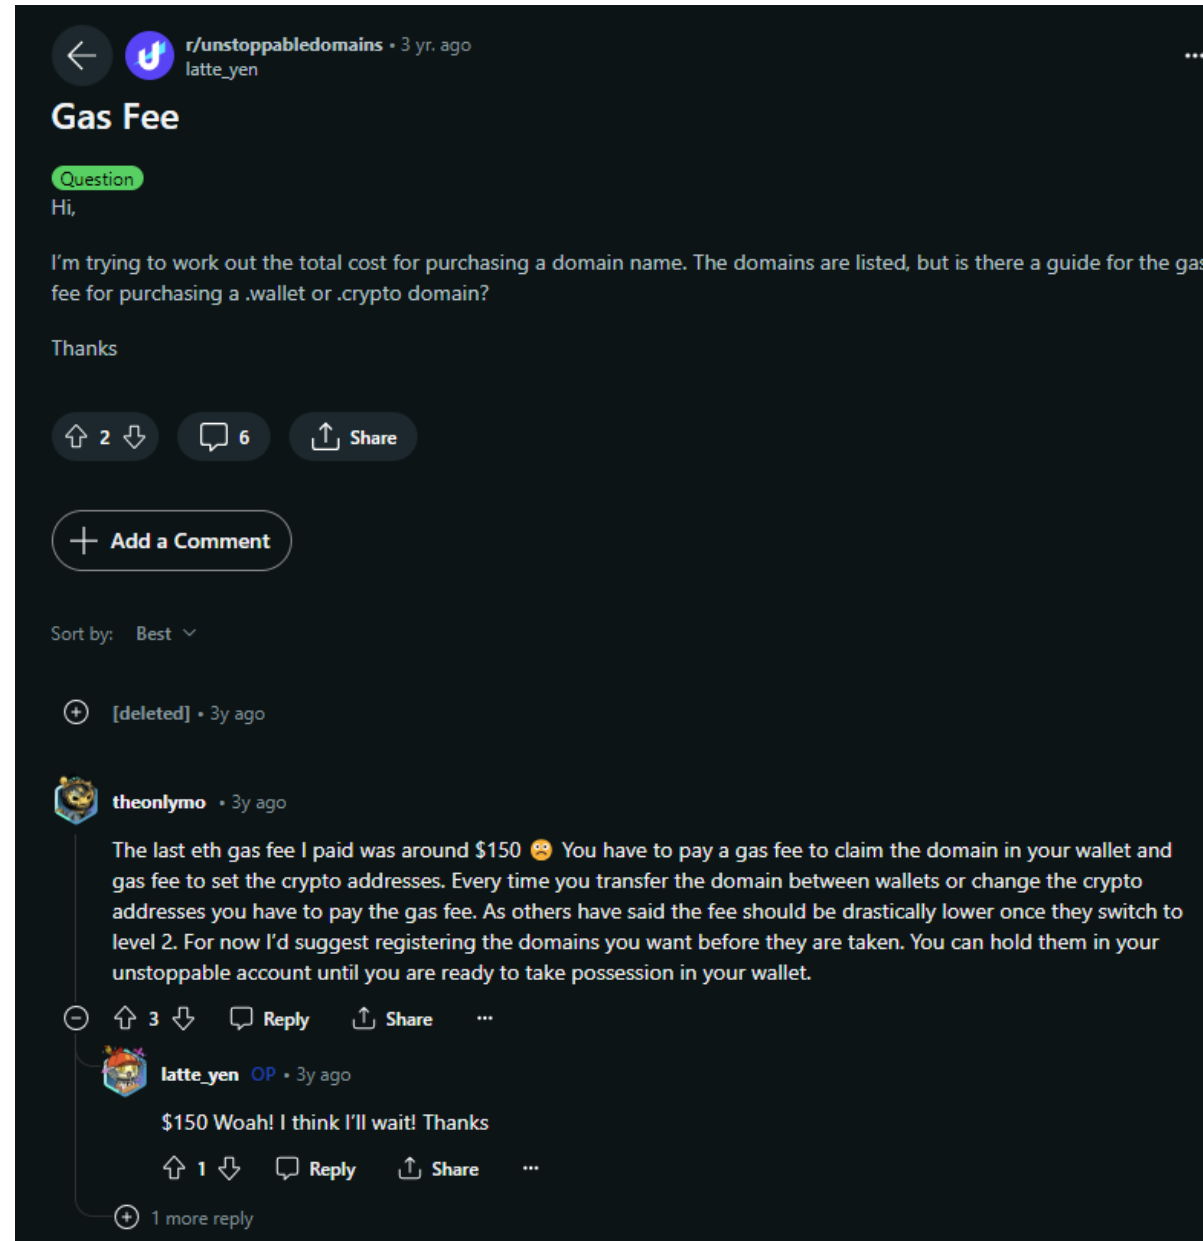 r/unstoppabledomains • 3 yr. ago
latte_yen
Gas Fee
Question
Hi,
I'm trying to work out the total cost for purchasing a domain name. The domains are listed, but is there a guide for the gas
fee for purchasing a .wallet or .crypto domain?
Thanks
2
6
Share
Add a Comment
Sort by: Best
[deleted] • 3y ago
theonlymo • 3y ago
The last eth gas fee I paid was around $150 🙁 You have to pay a gas fee to claim the domain in your wallet and
gas fee to set the crypto addresses. Every time you transfer the domain between wallets or change the crypto
addresses you have to pay the gas fee. As others have said the fee should be drastically lower once they switch to
level 2. For now I'd suggest registering the domains you want before they are taken. You can hold them in your
unstoppable account until you are ready to take possession in your wallet.
3 Reply Share ···
latte_yen OP • 3y ago
$150 Woah! I think I'll wait! Thanks
1 Reply Share ···
1 more reply